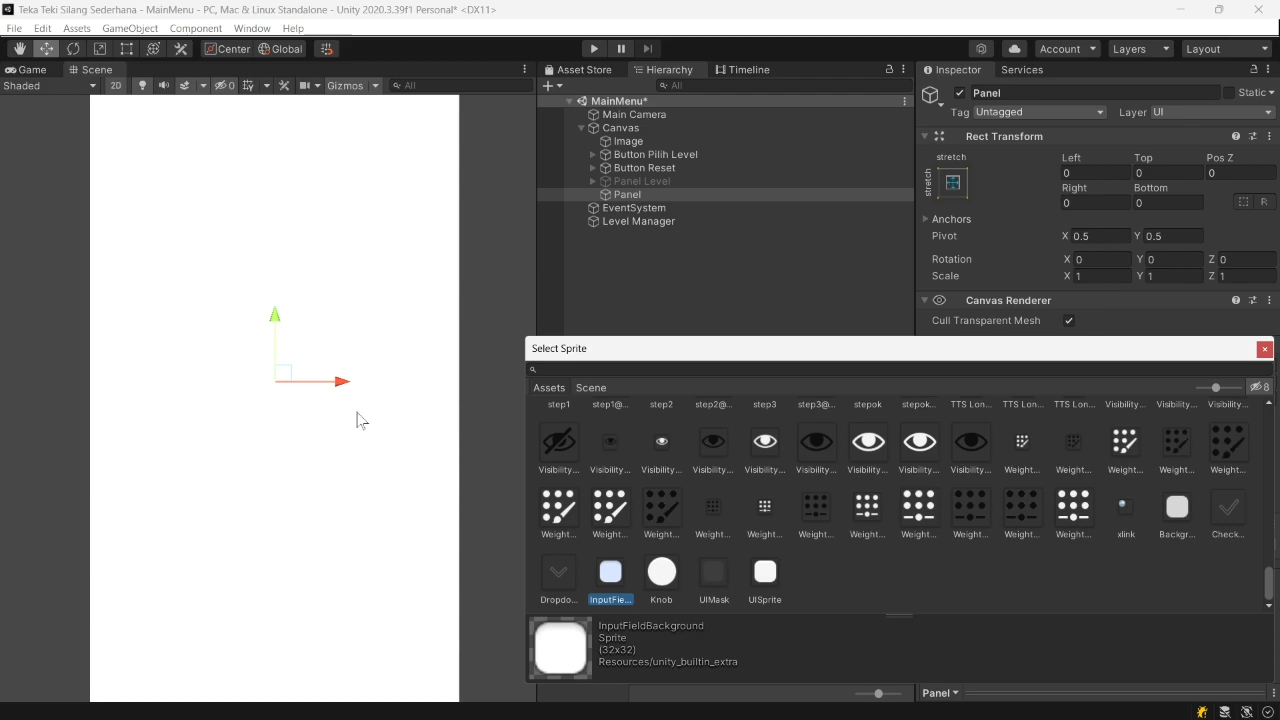 Teka Teki Silang Sederhana - MainMenu - PC, Mac & Linux Standalone - Unity 2020.3.39f1 Personal* <DX11>
File Edit Assets GameObject Component Window Help
Center Global Account Layers Layout
Game Scene Asset Store Hierarchy Timeline Inspector Services
Shaded 2D 0 Gizmos All
All
MainMenu*
Main Camera
Canvas
Image
Button Pilih Level
Button Reset
Panel Level
Panel
EventSystem
Level Manager
Panel Static
Tag Untagged Layer UI
Rect Transform
stretch Left Top Pos Z
stretch 0 0 0
Right Bottom
0 0 R
Anchors
Pivot X 0.5 Y 0.5
Rotation X 0 Y 0 Z 0
Scale X 1 Y 1 Z 1
Canvas Renderer
Cull Transparent Mesh
Select Sprite
Assets Scene 8
step1 step1@... step2 step2@... step3 step3@... stepok stepok... TTS Lon... TTS Lon... TTS Lon... Visibility... Visibility... Visibility...
Visibility... Visibility... Visibility... Visibility... Visibility... Visibility... Visibility... Visibility... Visibility... Weight... Weight... Weight... Weight... Weight...
Weight... Weight... Weight... Weight... Weight... Weight... Weight... Weight... Weight... Weight... Weight... xlink Backgr... Check...
Dropdo... InputFie... Knob UIMask UISprite
InputFieldBackground
Sprite
(32x32)
Resources/unity_builtin_extra
Panel